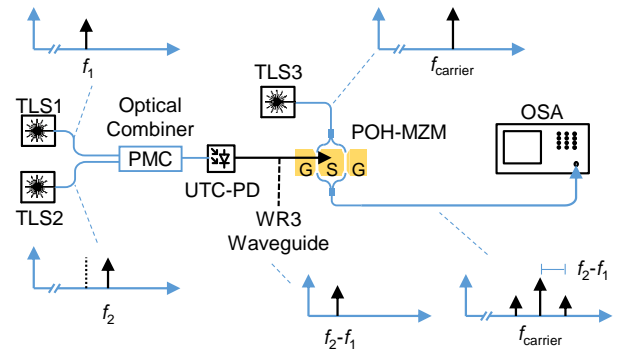 f1
fcarrier
TLS1
Optical
Combiner
TLS3
POH-MZM
OSA
PMC
G S G
UTC-PD
TLS2
WR3
Waveguide
f2
f2-f1
f2-f1
fcarrier